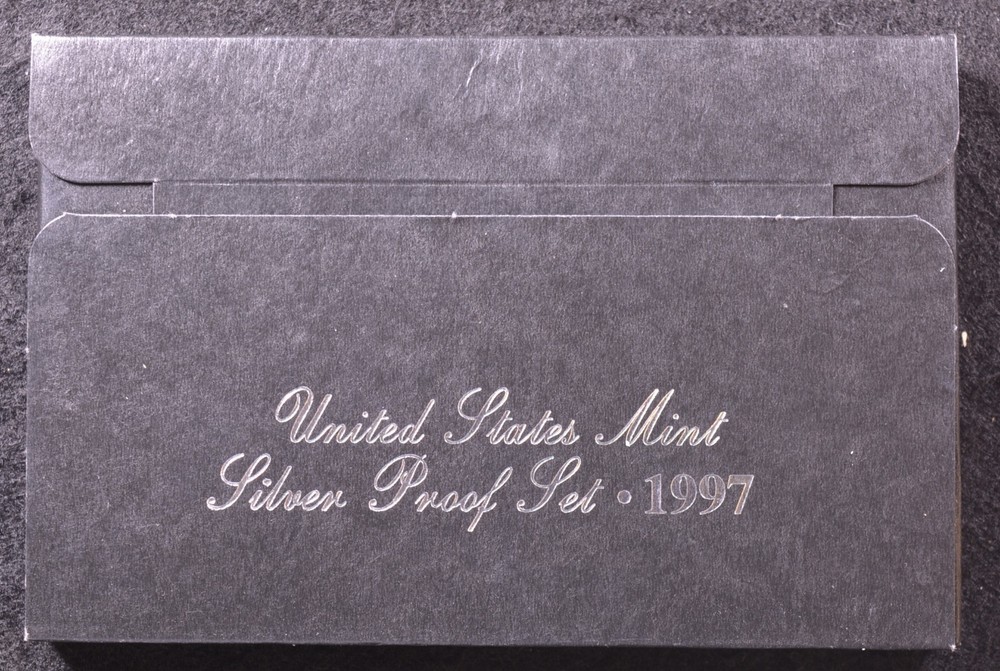 United States Mint
Silver Proof Set • 1997